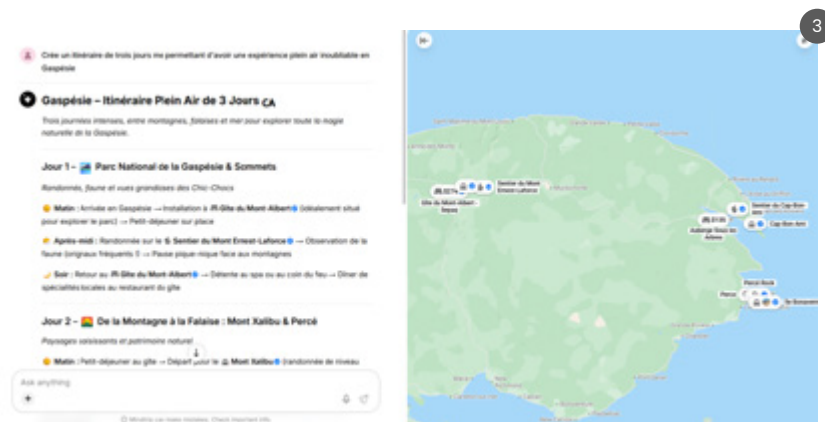 3
Crée un itinéraire de trois jours me permettant d'avoir une expérience plein air inoubliable en
Gaspésie
Gaspésie – Itinéraire Plein Air de 3 Jours CA
Trois journées intenses, entre montagnes, falaises et mer pour explorer toute la magie
naturelle de la Gaspésie.
Jour 1 – Parc National de la Gaspésie & Sommets
Randonnée, faune et vues grandioses des Chic-Chocs
Matin : Arrivée en Gaspésie → Installation à Gîte du Mont-Albert (idéalement situé
pour explorer le parc) → Petit-déjeuner sur place
Après-midi : Randonnée sur le Sentier du Mont Ernest-Laforce → Observation de la
faune (orignaux fréquents !) → Pause pique-nique face aux montagnes
Soir : Retour au Gîte du Mont-Albert → Détente au spa ou au coin du feu → Dîner de
spécialités locales au restaurant du gîte
Jour 2 – De la Montagne à la Falaise : Mont Xalibu & Percé
Paysages saisissants et patrimoine naturel
Matin : Petit-déjeuner au gîte → Départ pour le Mont Xalibu (randonnée de niveau
Ask anything
Sentier du Mont
Ernest-Laforce
Gîte du Mont-Albert -
Sépaq
Sentier du Cap-Bon-
Ami
Cap-Bon-Ami
Auberge Sous les
Arbres
Percé Rock
Percé